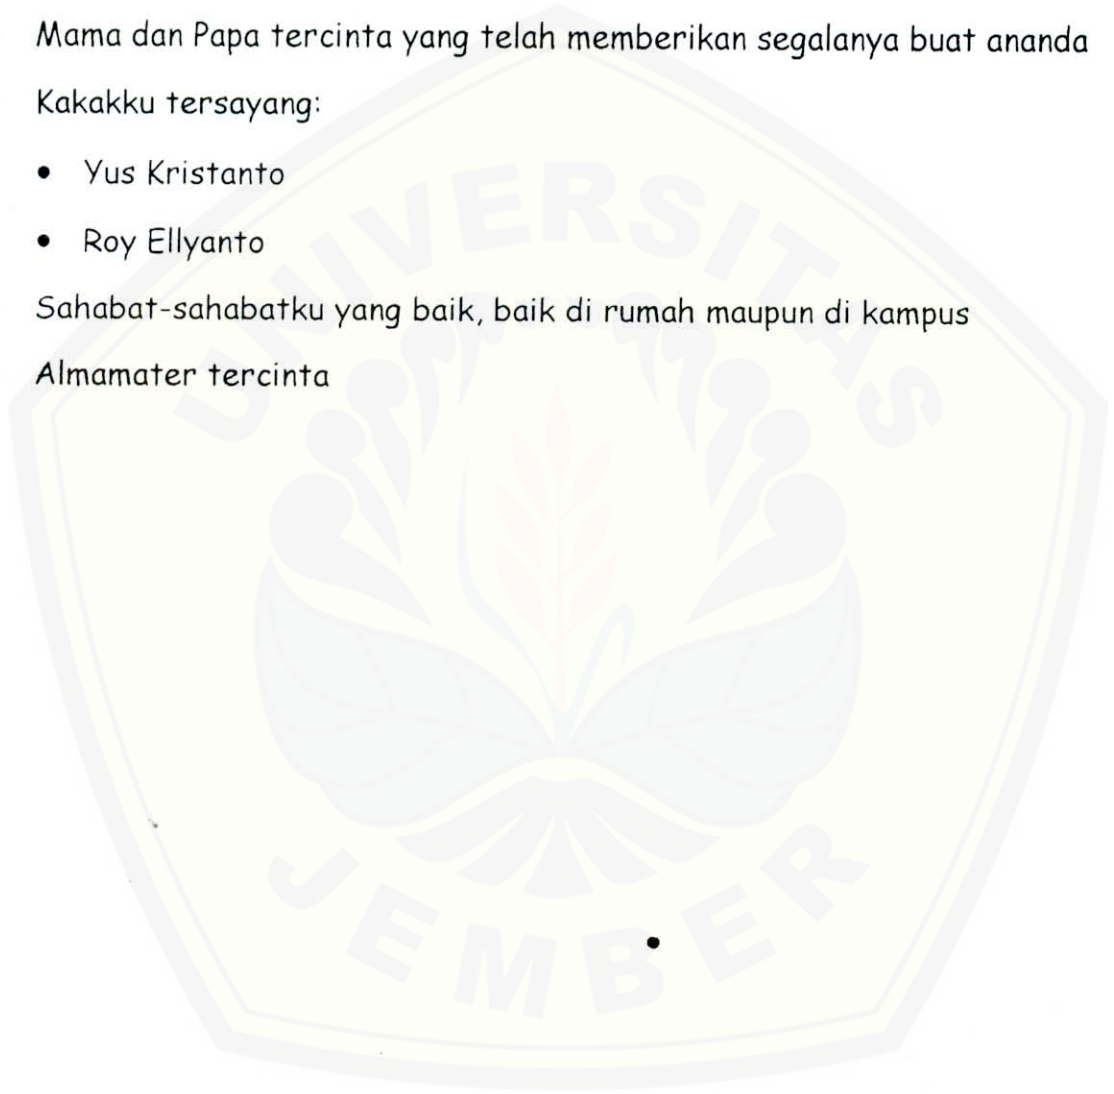 Mama dan Papa tercinta yang telah memberikan segalanya buat ananda
Kakakku tersayang:
• Yus Kristanto
• Roy Ellyanto
Sahabat-sahabatku yang baik, baik di rumah maupun di kampus
Almamater tercinta
UNIVERSITAS
JEMBER